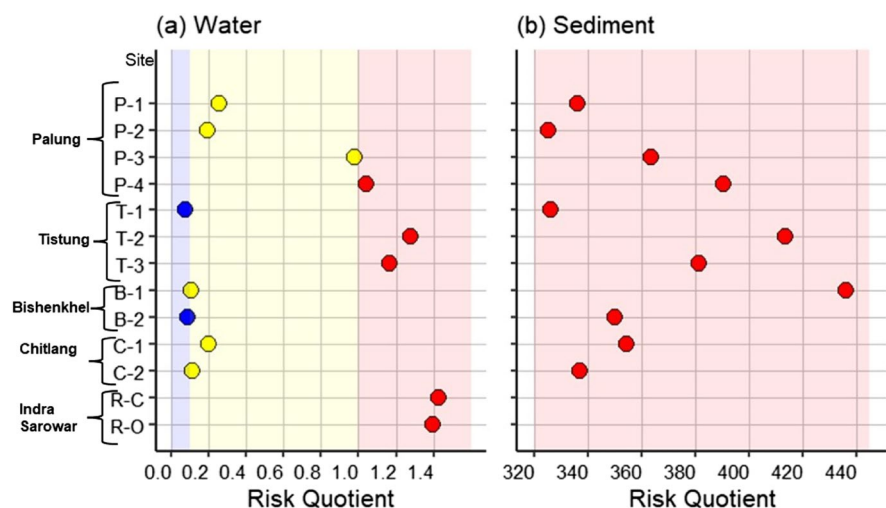 (a) Water
(b) Sediment
Site
Palung
P-1
P-2
P-3
P-4
Tistung
T-1
T-2
T-3
Bishenkhel
B-1
B-2
Chitlang
C-1
C-2
Indra
Sarowar
R-C
R-O
0.0 0.2 0.4 0.6 0.8 1.0 1.2 1.4
320 340 360 380 400 420 440
Risk Quotient
Risk Quotient